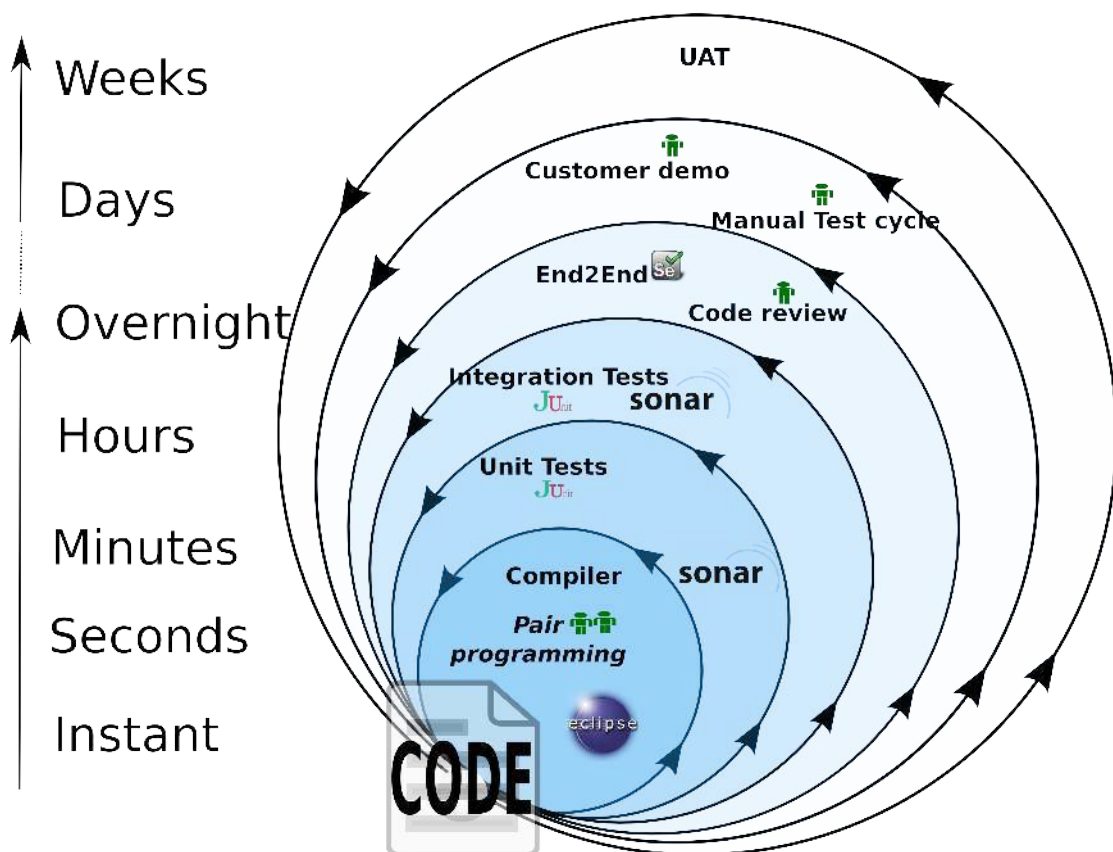 Weeks
Days
Overnight
Hours
Minutes
Seconds
Instant
UAT
Customer demo
Manual Test cycle
End2End
Se
Code review
Integration Tests
JUnit
sonar
Unit Tests
JUnit
Compiler
sonar
Pair
programming
eclipse
CODE